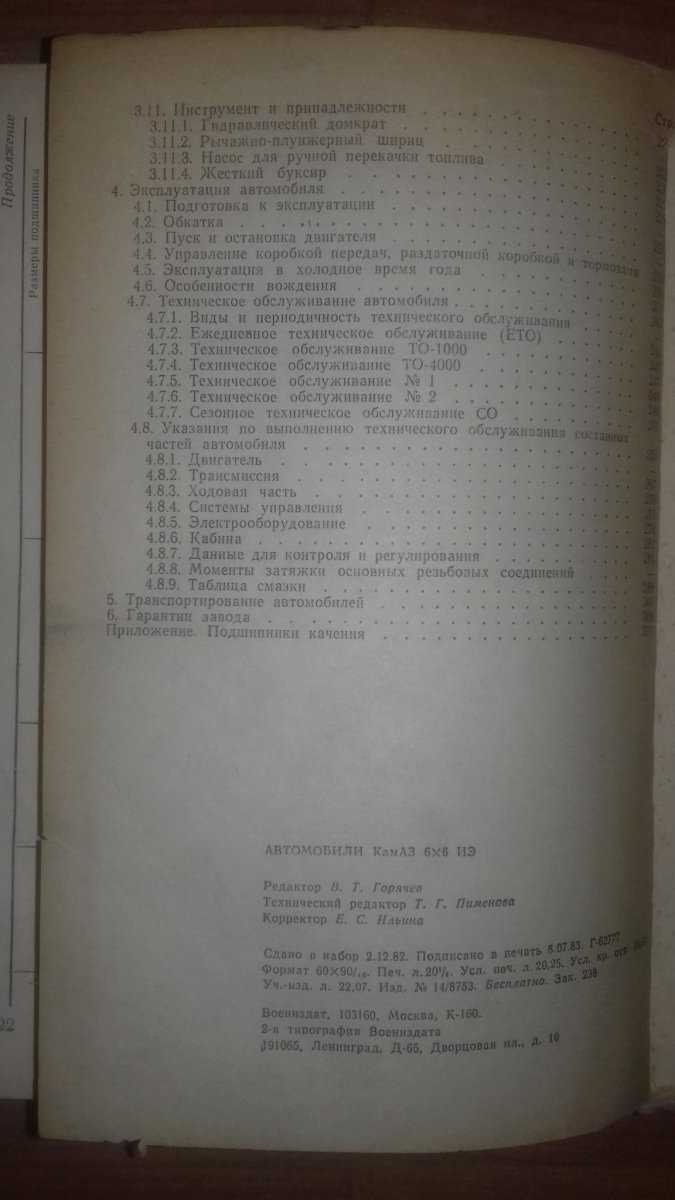 Продолжение
Размеры подшипника
22
Стр.
3.11. Инструмент и принадлежности
3.11.1. Гидравлический домкрат
3.11.2. Рычажно-плунжерный шприц
3.11.3. Насос для ручной перекачки топлива
3.11.4. Жесткий буксир
4. Эксплуатация автомобиля
4.1. Подготовка к эксплуатации
4.2. Обкатка
4.3. Пуск и остановка двигателя
4.4. Управление коробкой передач, раздаточной коробкой и тормозами
4.5. Эксплуатация в холодное время года
4.6. Особенности вождения
4.7. Техническое обслуживание автомобиля
4.7.1. Виды и периодичность технического обслуживания
4.7.2. Ежедневное техническое обслуживание (ЕТО)
4.7.3. Техническое обслуживание ТО-1000
4.7.4. Техническое обслуживание ТО-4000
4.7.5. Техническое обслуживание № 1
4.7.6. Техническое обслуживание № 2
4.7.7. Сезонное техническое обслуживание СО
4.8. Указания по выполнению технического обслуживания составных
частей автомобиля
4.8.1. Двигатель
4.8.2. Трансмиссия
4.8.3. Ходовая часть
4.8.4. Системы управления
4.8.5. Электрооборудование
4.8.6. Кабина
4.8.7. Данные для контроля и регулирования
4.8.8. Моменты затяжки основных резьбовых соединений
4.8.9. Таблица смазки
5. Транспортирование автомобилей
6. Гарантии завода
Приложение. Подшипники качения
АВТОМОБИЛИ КамАЗ 6×6 ИЭ
Редактор В. Т. Горячев
Технический редактор Т. Г. Пименова
Корректор Е. С. Ильина
Сдано в набор 2.12.82. Подписано в печать 5.07.83. Г-62777
Формат 60×90/16. Печ. л. 20¼. Усл. печ. л. 20,25. Усл. кр. отт.
Уч.-изд. л. 22,07. Изд. № 14/8753. Бесплатно. Зак. 238
Воениздат, 103160, Москва, К-160.
2-я типография Воениздата
191065, Ленинград, Д-65, Дворцовая пл., д. 10